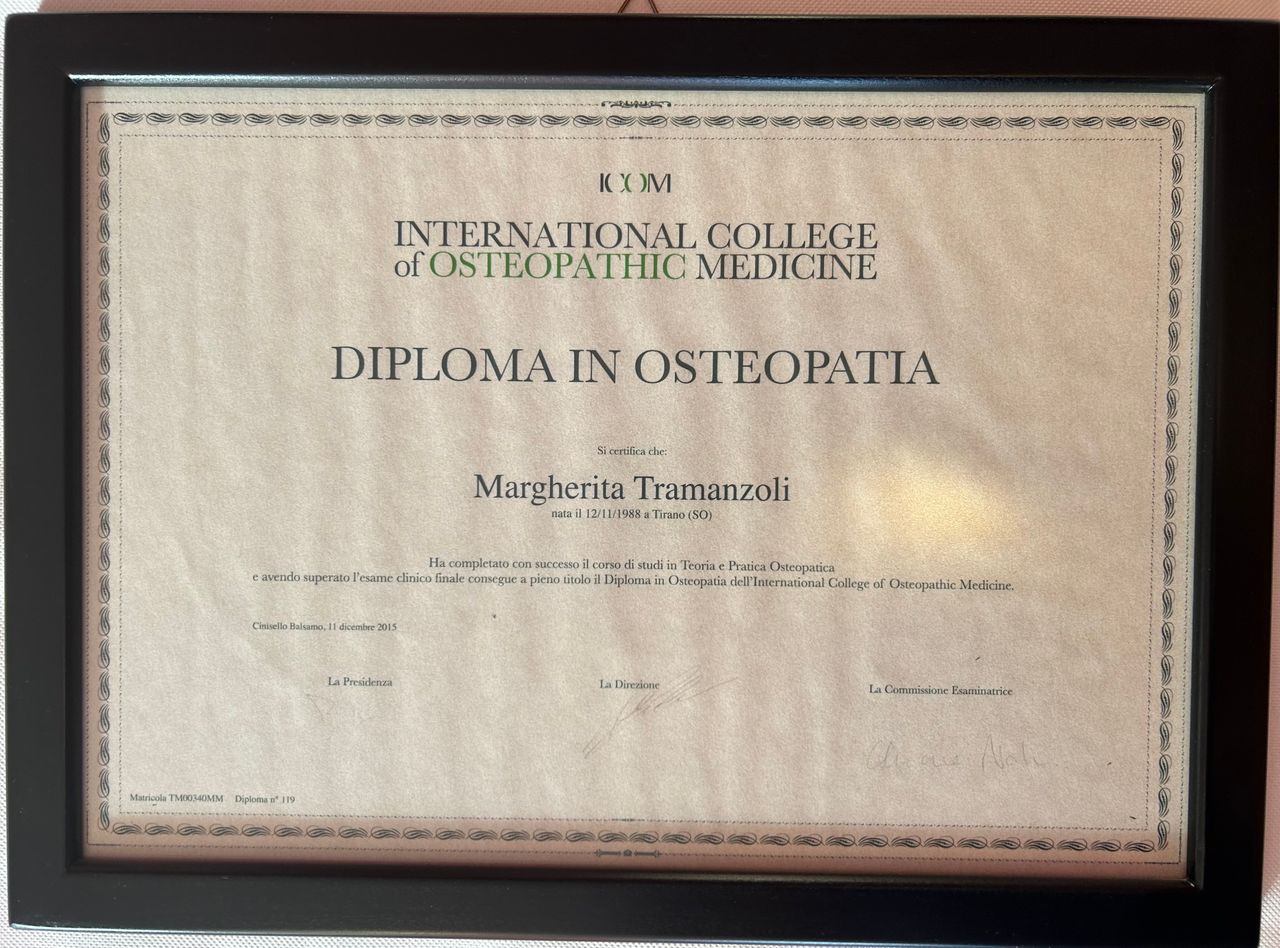 ICOM
INTERNATIONAL COLLEGE
of OSTEOPATHIC MEDICINE
DIPLOMA IN OSTEOPATIA
Si certifica che:
Margherita Tramanzoli
nata il 12/11/1988 a Tirano (SO)
Ha completato con successo il corso di studi in Teoria e Pratica Osteopatica
e avendo superato l'esame clinico finale consegue a pieno titolo il Diploma in Osteopatia dell'International College of Osteopathic Medicine.
Cinisello Balsamo, 11 dicembre 2015
La Presidenza
La Direzione
La Commissione Esaminatrice
Matricola TM00340MM Diploma n° 119